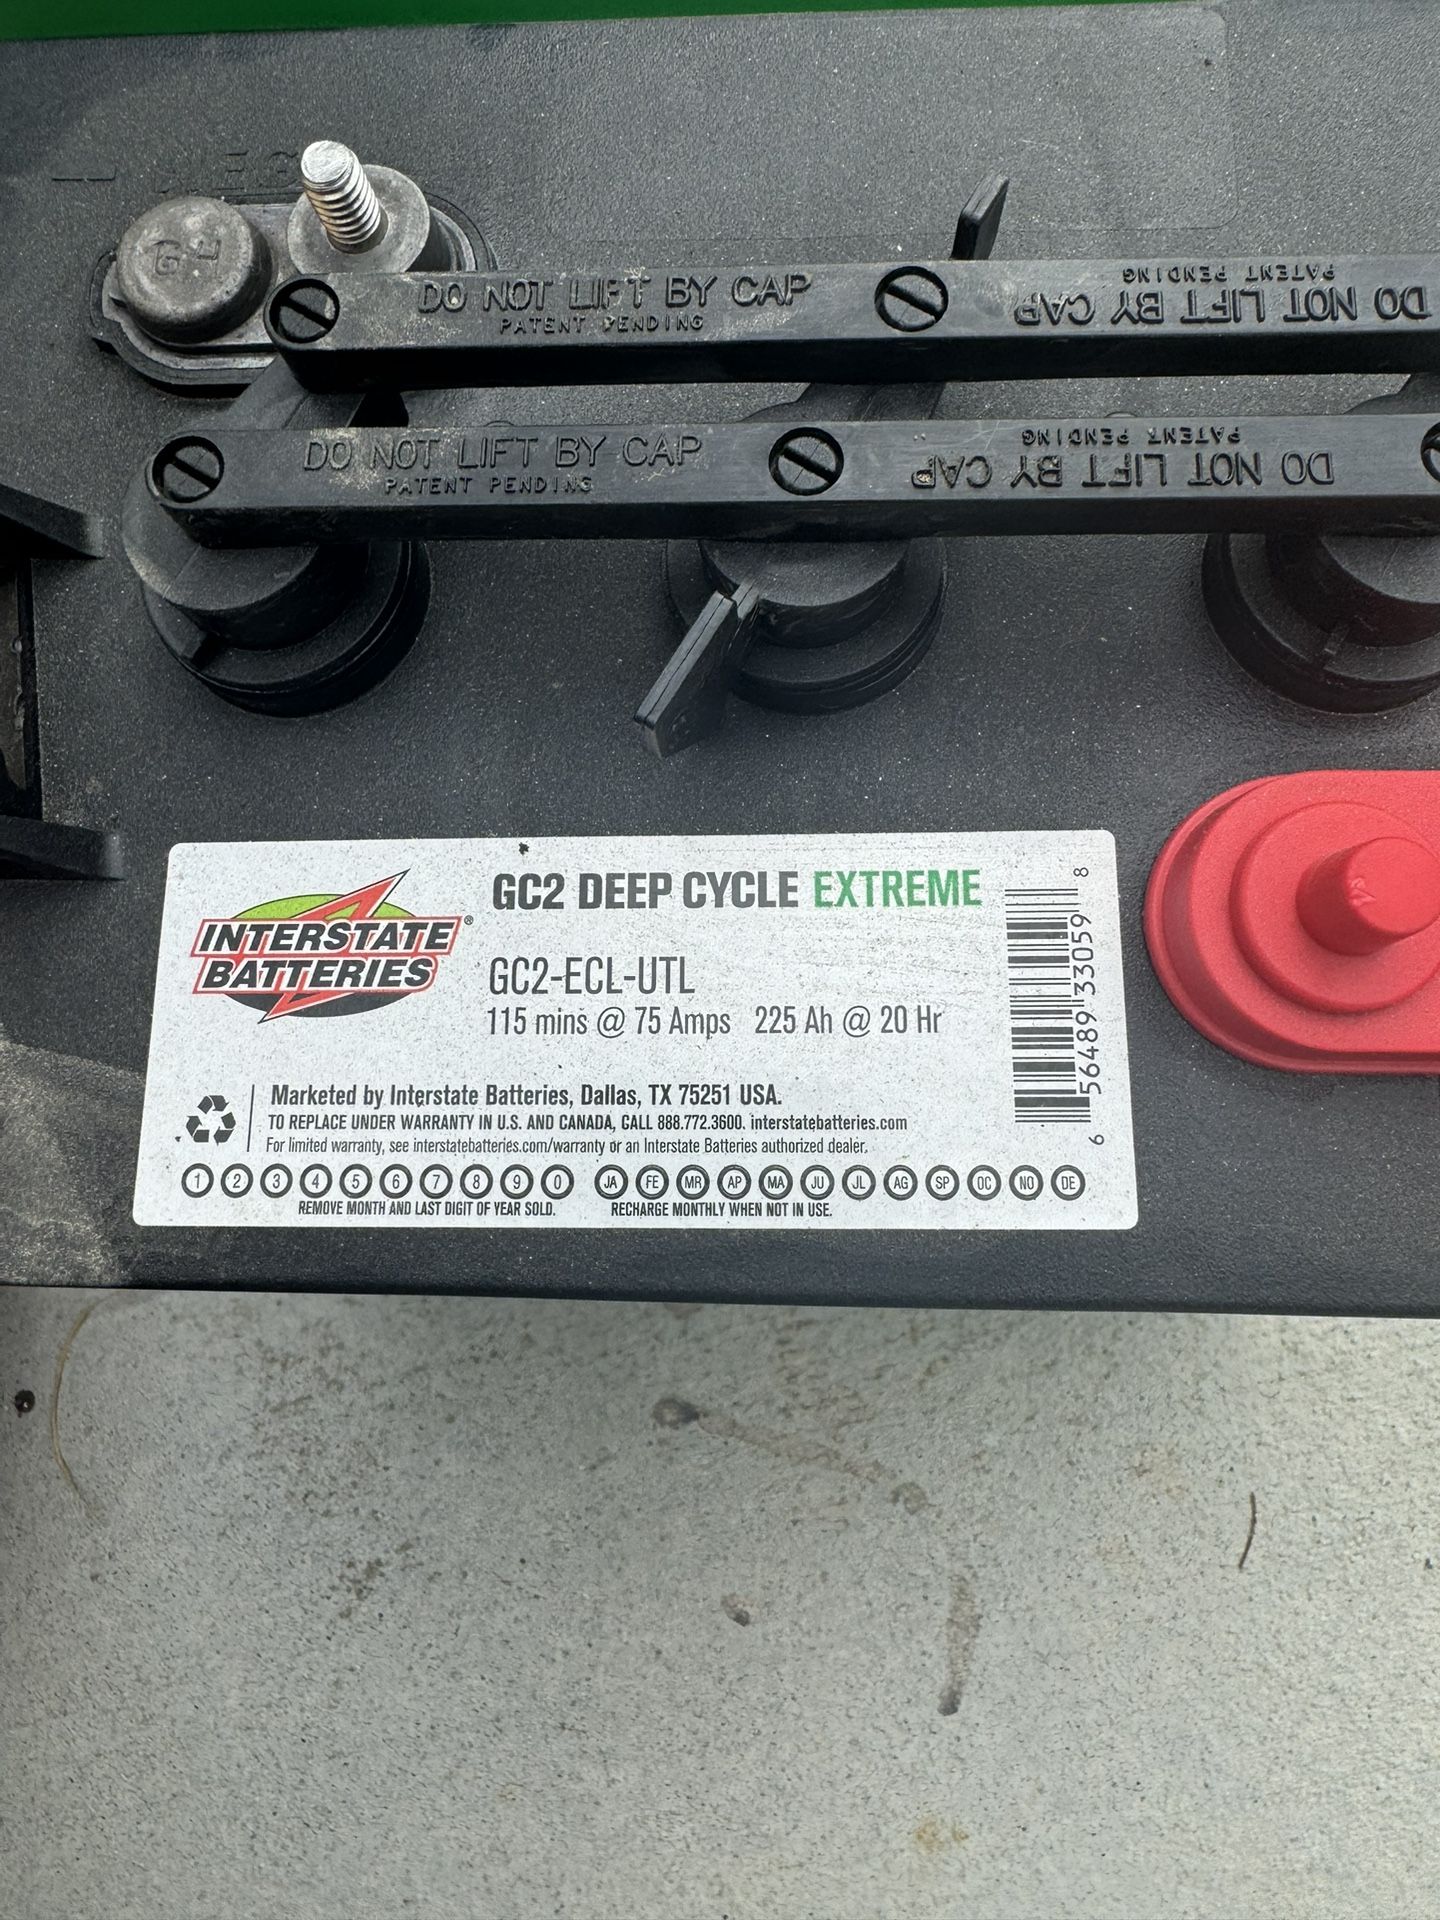 NEG
G4
DO NOT LIFT BY CAP
PATENT PENDING
DO NOT LIFT BY CAP
PATENT PENDING
DO NOT LIFT BY CAP
PATENT PENDING
DO NOT LIFT BY CAP
PATENT PENDING
INTERSTATE
BATTERIES®
GC2 DEEP CYCLE EXTREME
GC2-ECL-UTL
115 mins @ 75 Amps 225 Ah @ 20 Hr
6 56489 33059 8
Marketed by Interstate Batteries, Dallas, TX 75251 USA.
TO REPLACE UNDER WARRANTY IN U.S. AND CANADA, CALL 888.772.3600. interstatebatteries.com
For limited warranty, see interstatebatteries.com/warranty or an Interstate Batteries authorized dealer.
1 2 3 4 5 6 7 8 9 0 JA FE MR AP MA JU JL AG SP OC NO DE
REMOVE MONTH AND LAST DIGIT OF YEAR SOLD. RECHARGE MONTHLY WHEN NOT IN USE.